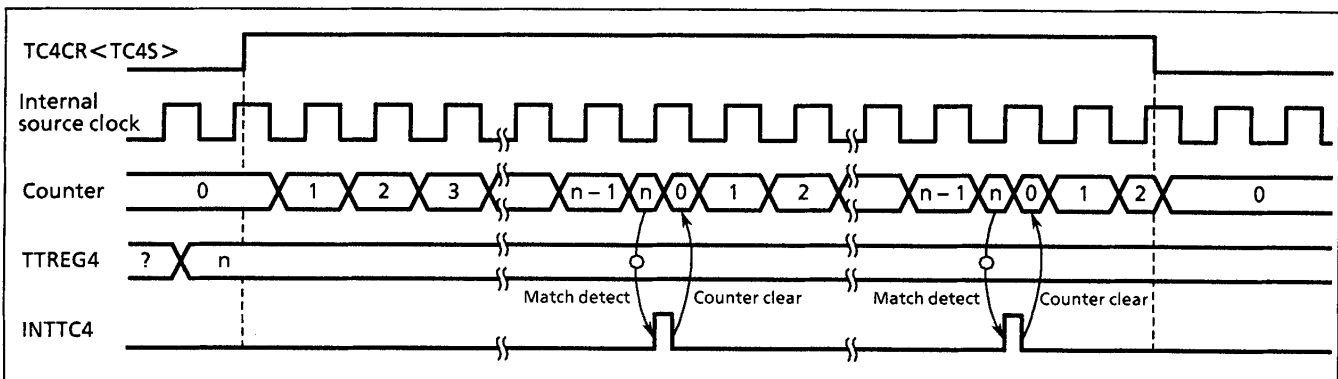 TC4CR<TC4S>
Internal
source clock
Counter 0 1 2 3 n – 1 n 0 1 2 n – 1 n 0 1 2 0
TTREG4 ? n
Match detect Counter clear Match detect Counter clear
INTTC4